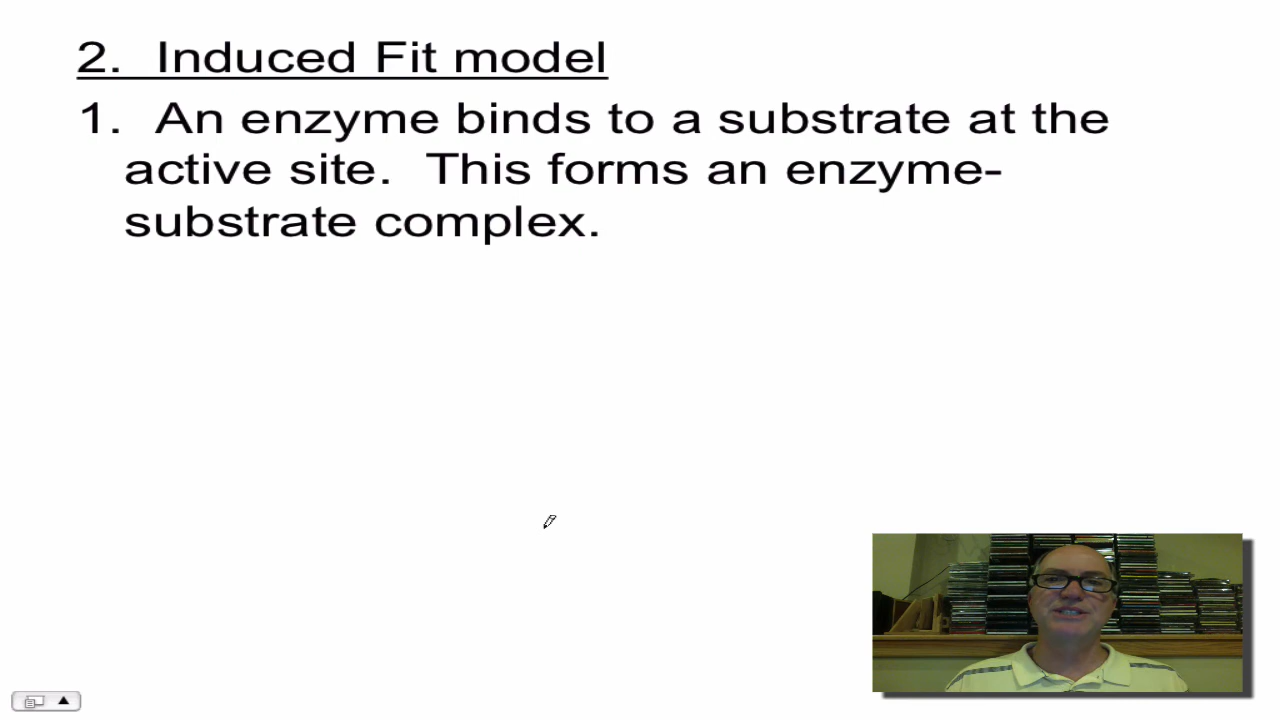 2. Induced Fit model
1. An enzyme binds to a substrate at the
active site. This forms an enzyme-
substrate complex.